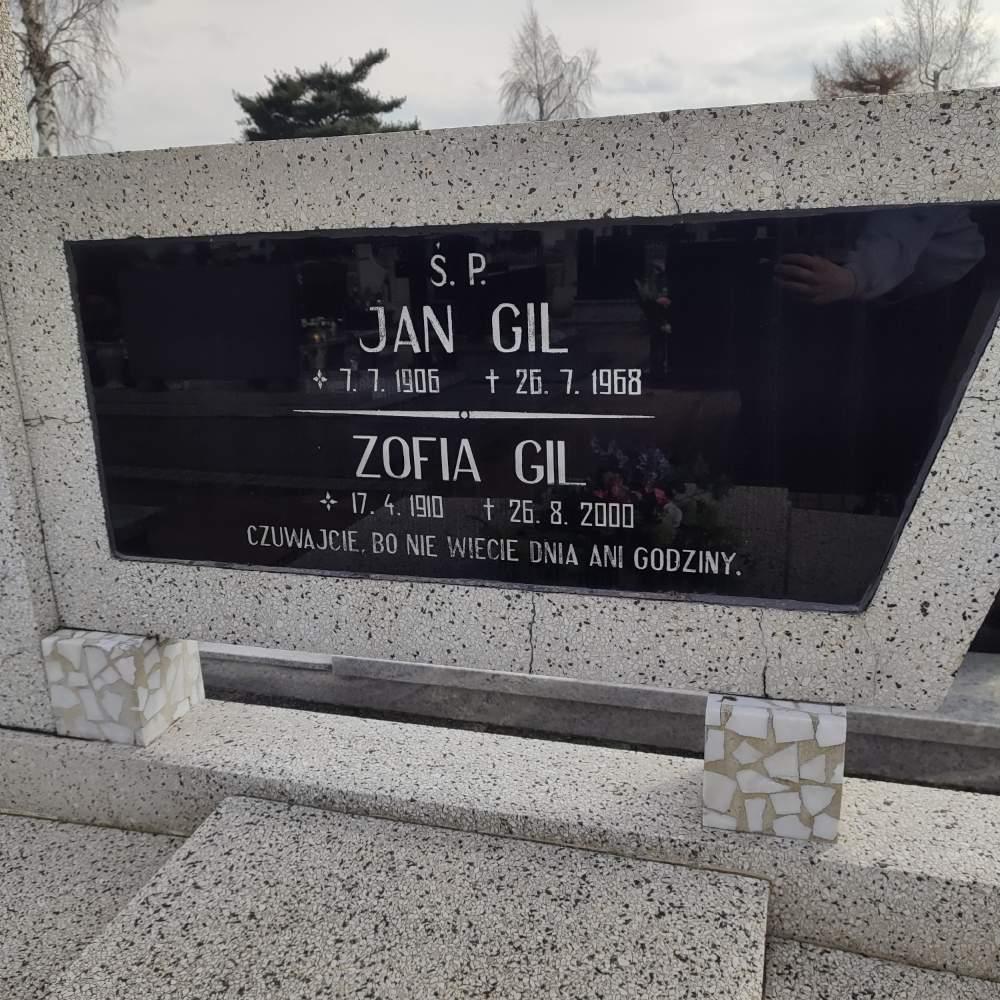 Ś. P.
JAN GIL
7. 7. 1906 † 26. 7. 1968
ZOFIA GIL
17. 4. 1910 † 26. 8. 2000
CZUWAJCIE, BO NIE WIECIE DNIA ANI GODZINY.